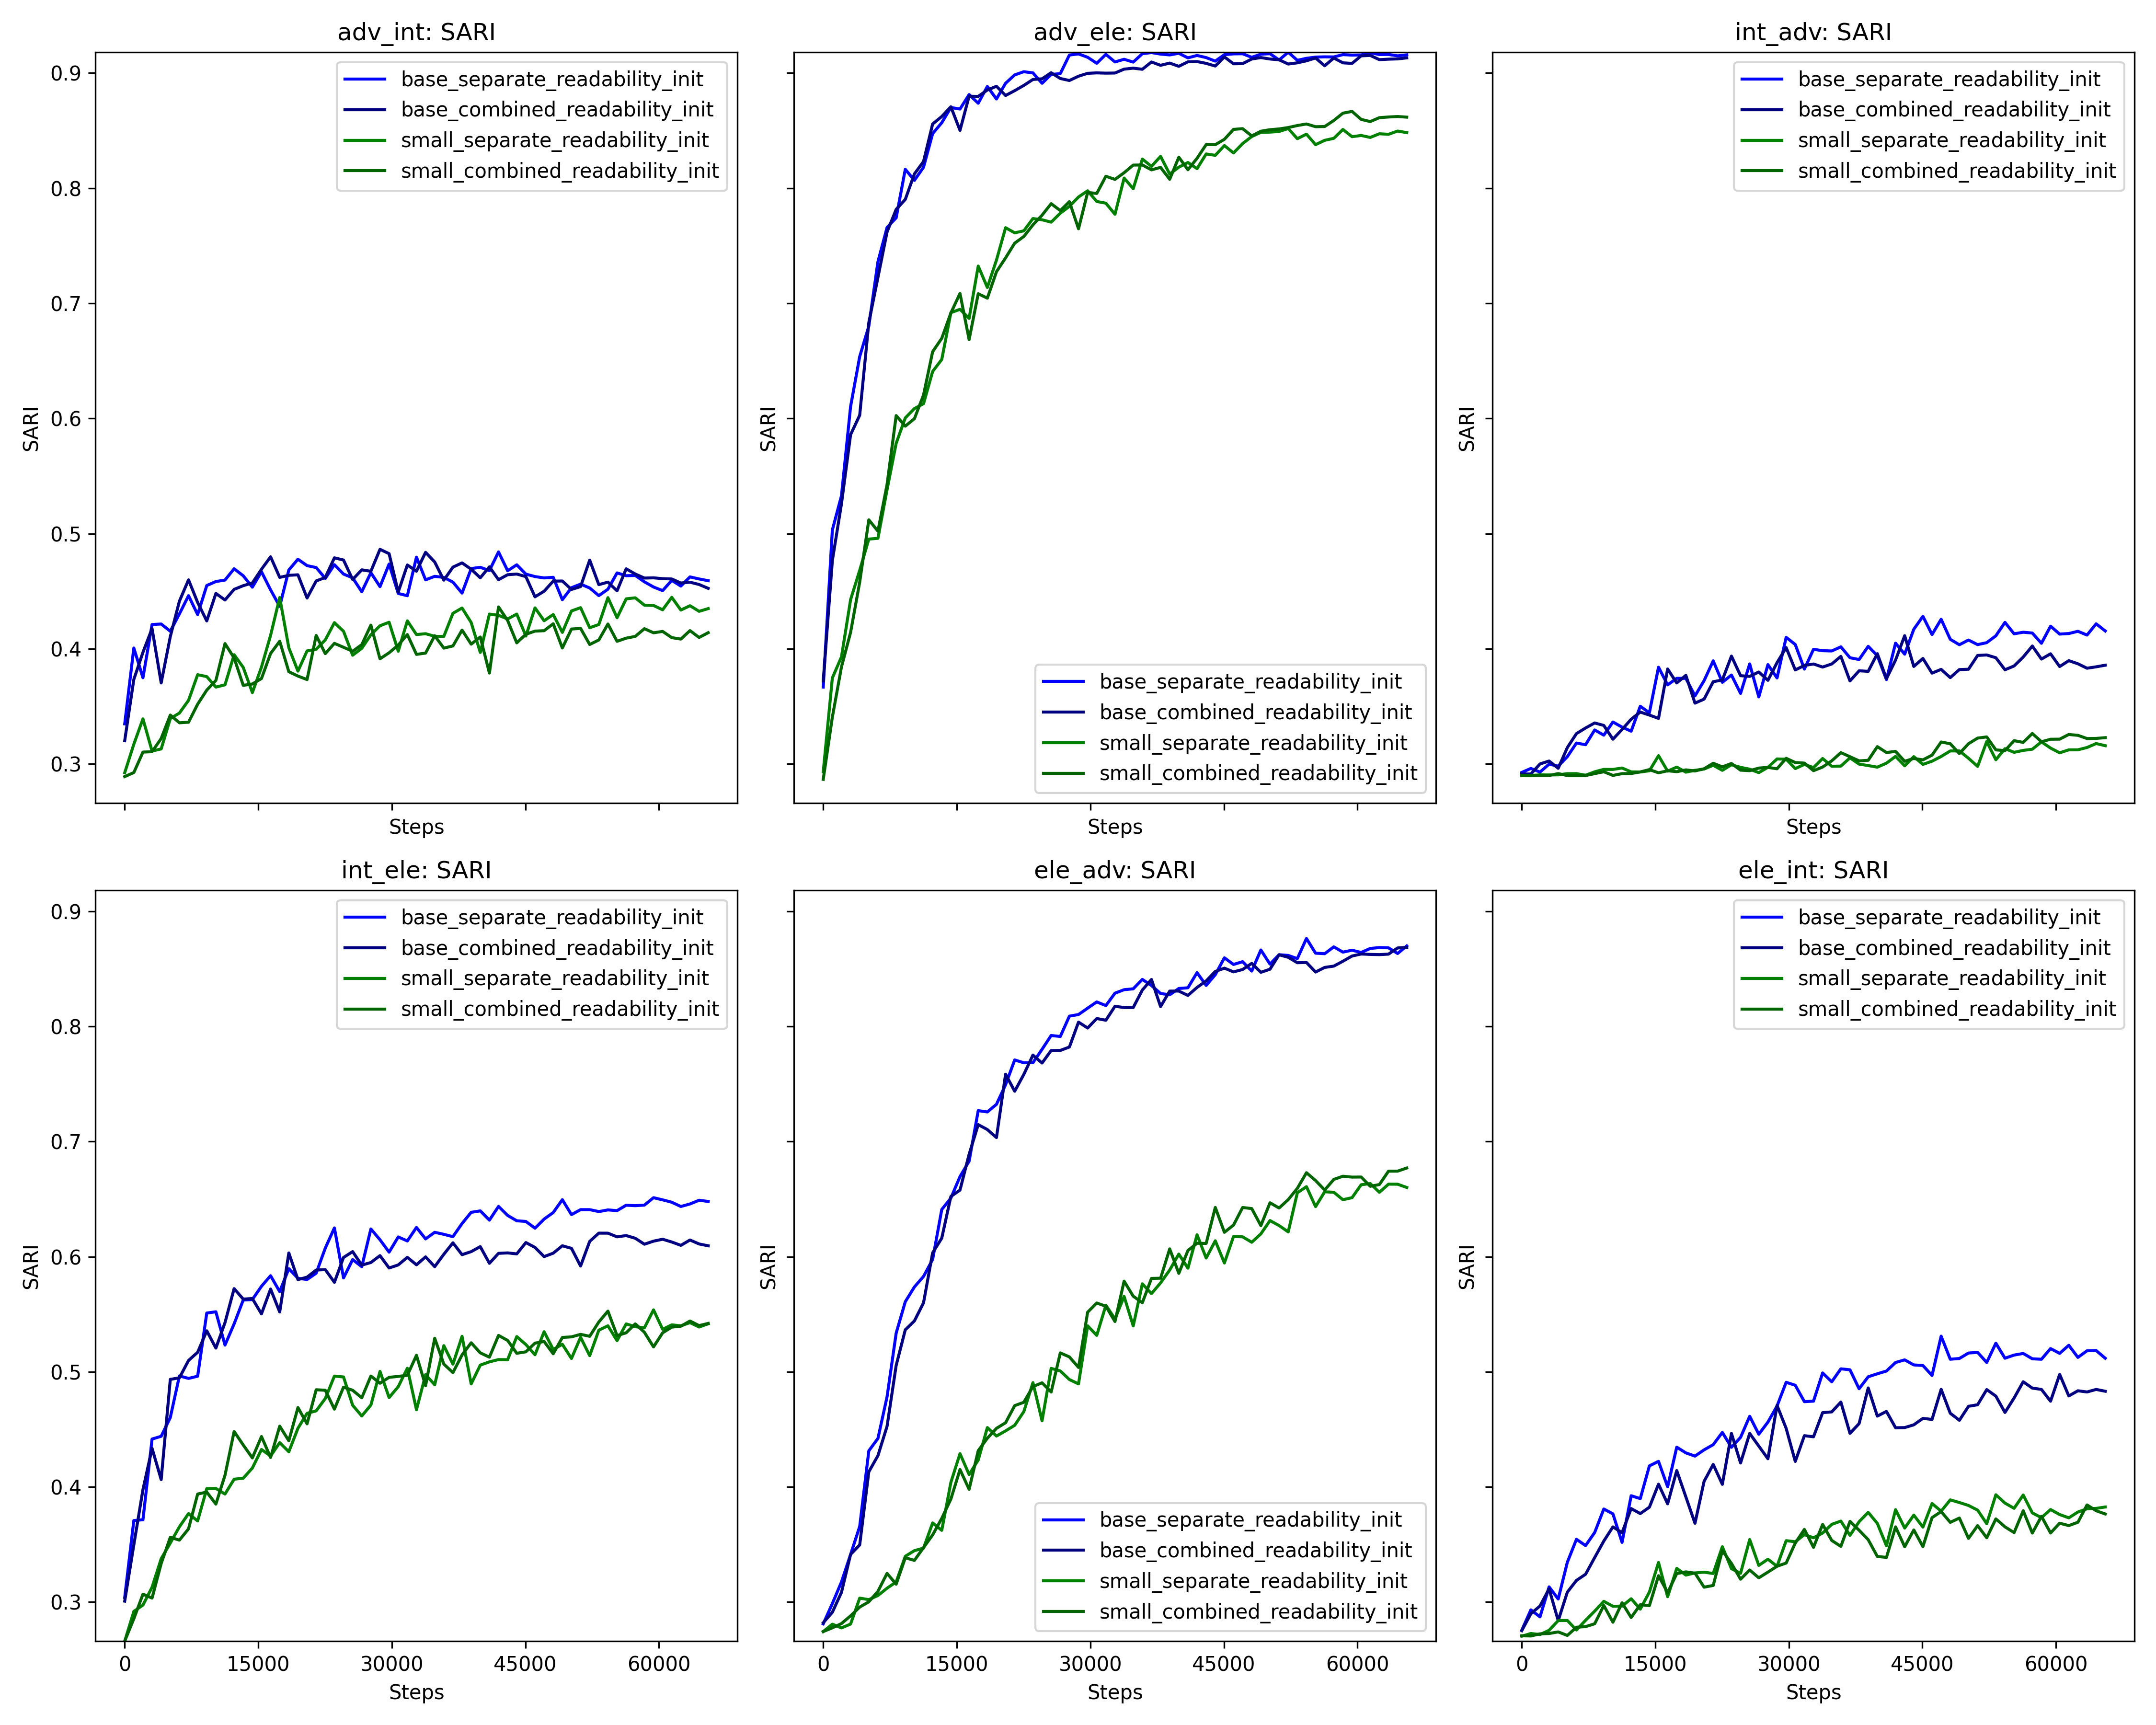 adv_int: SARI
0.9
0.8
0.7
0.6
0.5
0.4
0.3
SARI
Steps
base_separate_readability_init
base_combined_readability_init
small_separate_readability_init
small_combined_readability_init
adv_ele: SARI
SARI
Steps
base_separate_readability_init
base_combined_readability_init
small_separate_readability_init
small_combined_readability_init
int_adv: SARI
SARI
Steps
base_separate_readability_init
base_combined_readability_init
small_separate_readability_init
small_combined_readability_init
int_ele: SARI
0.9
0.8
0.7
0.6
0.5
0.4
0.3
SARI
0 15000 30000 45000 60000
Steps
base_separate_readability_init
base_combined_readability_init
small_separate_readability_init
small_combined_readability_init
ele_adv: SARI
SARI
0 15000 30000 45000 60000
Steps
base_separate_readability_init
base_combined_readability_init
small_separate_readability_init
small_combined_readability_init
ele_int: SARI
SARI
0 15000 30000 45000 60000
Steps
base_separate_readability_init
base_combined_readability_init
small_separate_readability_init
small_combined_readability_init